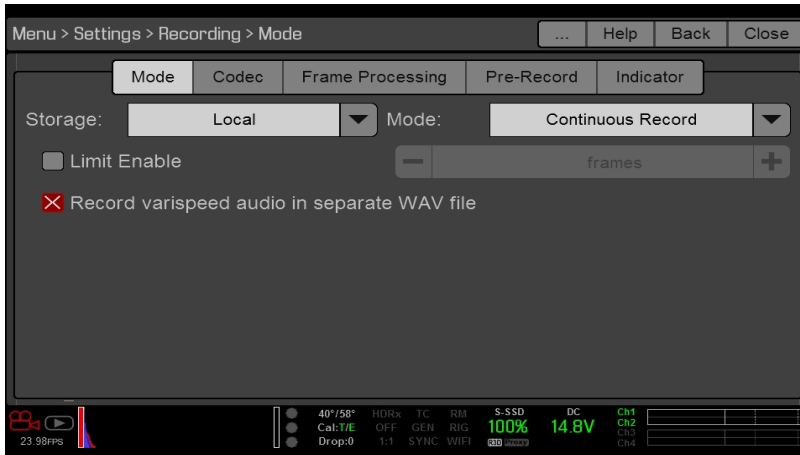 Menu > Settings > Recording > Mode ... Help Back Close
Mode Codec Frame Processing Pre-Record Indicator
Storage: Local Mode: Continuous Record
Limit Enable frames
Record varispeed audio in separate WAV file
40°/58° HDRx TC RM S-SSD DC Ch1
Cal:T/E OFF GEN RIG 100% 14.8V Ch2
23.98FPS Drop:0 1:1 SYNC WIFI R3D Proxy Ch3
Ch4